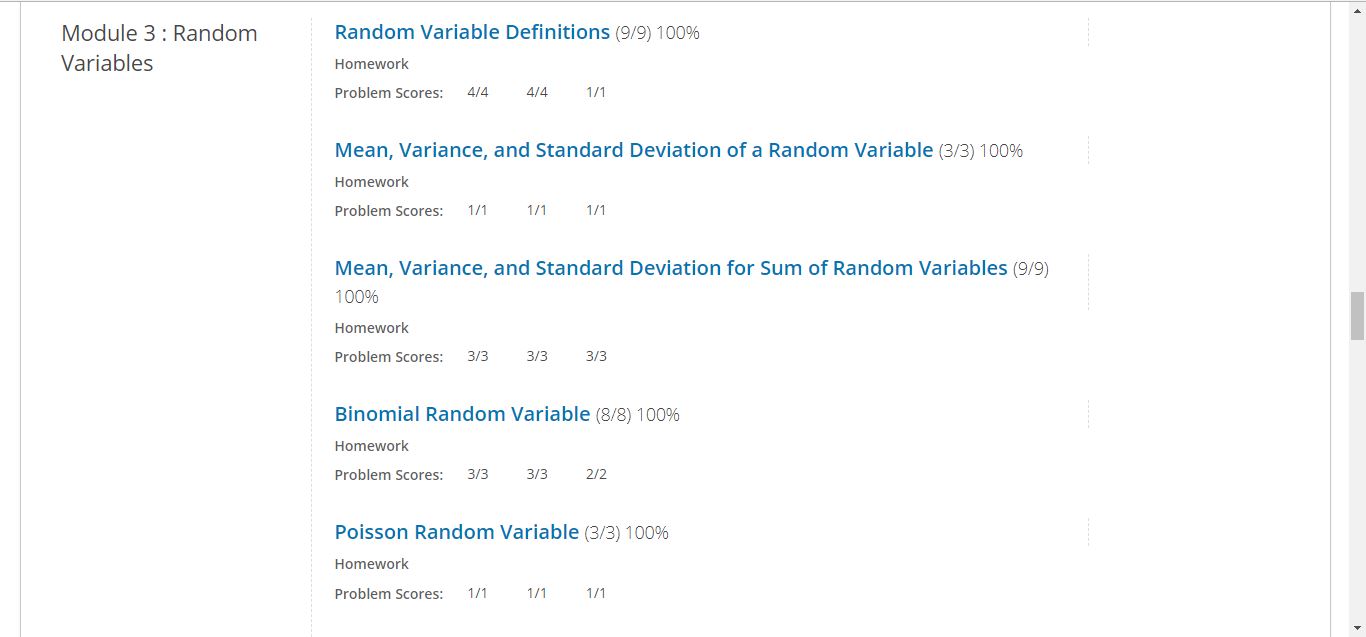 Module 3 : Random
Variables
Random Variable Definitions (9/9) 100%
Homework
Problem Scores: 4/4 4/4 1/1
Mean, Variance, and Standard Deviation of a Random Variable (3/3) 100%
Homework
Problem Scores: 1/1 1/1 1/1
Mean, Variance, and Standard Deviation for Sum of Random Variables (9/9)
100%
Homework
Problem Scores: 3/3 3/3 3/3
Binomial Random Variable (8/8) 100%
Homework
Problem Scores: 3/3 3/3 2/2
Poisson Random Variable (3/3) 100%
Homework
Problem Scores: 1/1 1/1 1/1